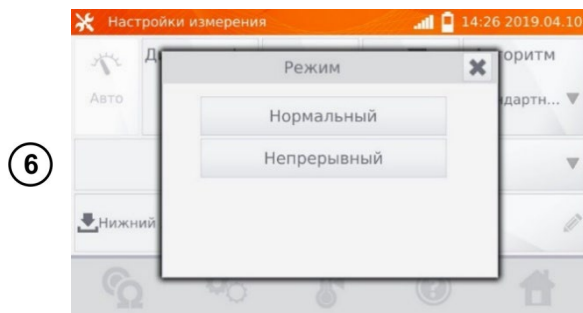 Настройки измерения 14:26 2019.04.10
Режим
Авто
Нормальный
Непрерывный
6
Нижний